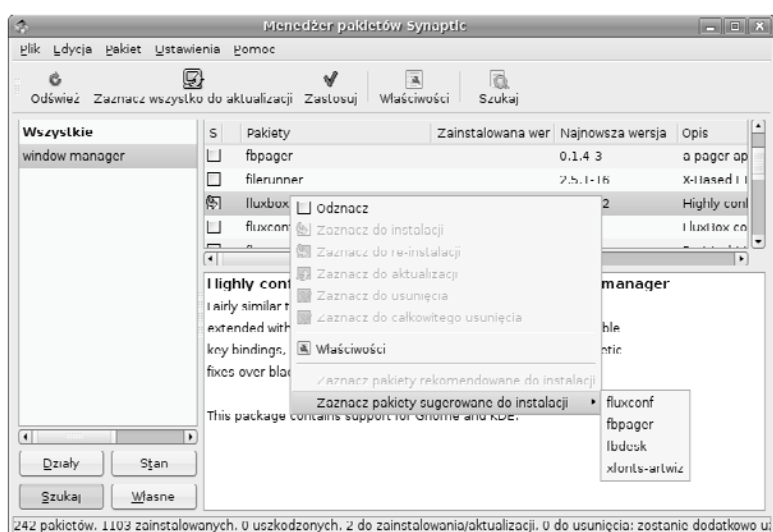 Menedżer pakietów Synaptic
Plik Edycja Pakiet Ustawienia Pomoc
Odśwież Zaznacz wszystko do aktualizacji Zastosuj Właściwości Szukaj
Wszystkie
window manager
S Pakiety Zainstalowana wer Najnowsza wersja Opis
fbpager 0.1.4-3 a pager ap
filerunner 2.5.1-16 X-Based
fluxbox 2 Highly conf
fluxcon FluxBox co
Odznacz
Zaznacz do instalacji
Zaznacz do re-instalacji
Zaznacz do aktualizacji
Zaznacz do usunięcia
Zaznacz do całkowitego usunięcia
Właściwości
Zaznacz pakiety rekomendowane do instalacji
Zaznacz pakiety sugerowane do instalacji
fluxconf
fbpager
fbdesk
xfonts-artwiz
Highly conf manager
Fairly similar t
extended with ble
key bindings, etic
fixes over blac
This package contains support for Gnome and KDE.
Działy Stan
Szukaj Własne
242 pakietów, 1103 zainstalowanych, 0 uszkodzonych, 2 do zainstalowania/aktualizacji, 0 do usunięcia; zostanie dodatkowo u